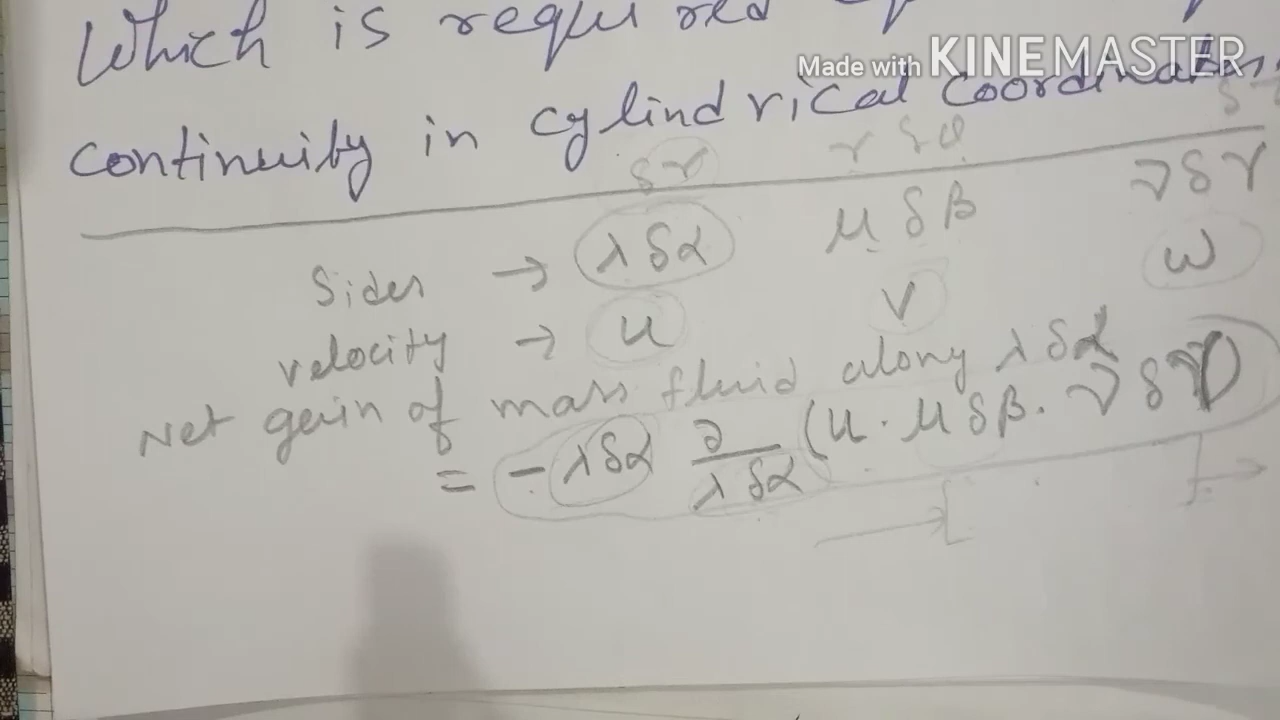 Which is required
Made with KINEMASTER
continuity in cylindrical coordinates.
δr r δθ
Sides → λδα μδβ νδγ
velocity → u v w
Net gain of mass fluid along λδα
= -λδα ∂/λδα (u.μδβ.νδγ)